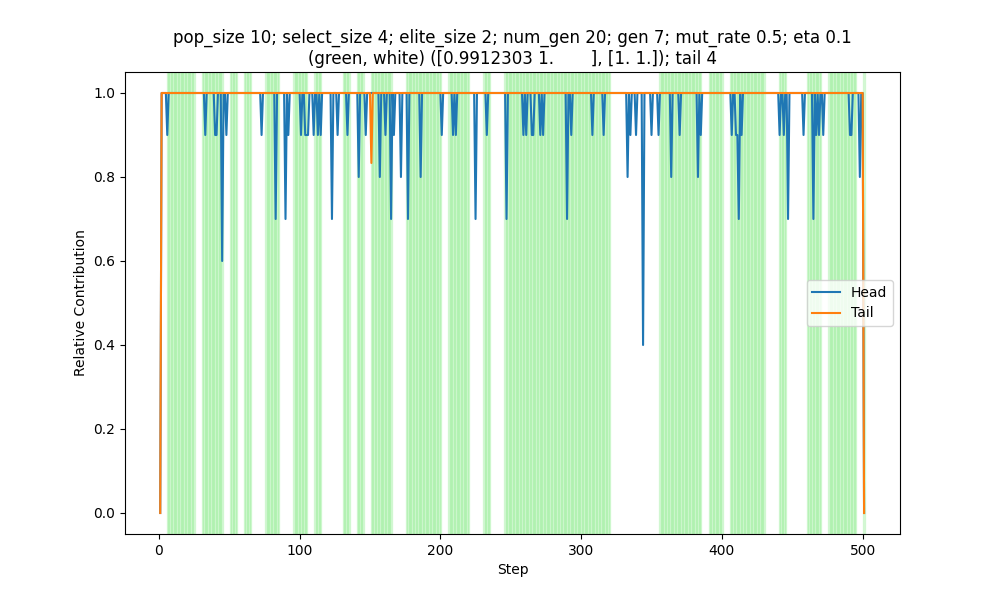 pop_size 10; select_size 4; elite_size 2; num_gen 20; gen 7; mut_rate 0.5; eta 0.1
(green, white) ([0.9912303 1.       ], [1. 1.]); tail 4
1.0
0.8
0.6
0.4
0.2
0.0
Relative Contribution
Head
Tail
0 100 200 300 400 500
Step